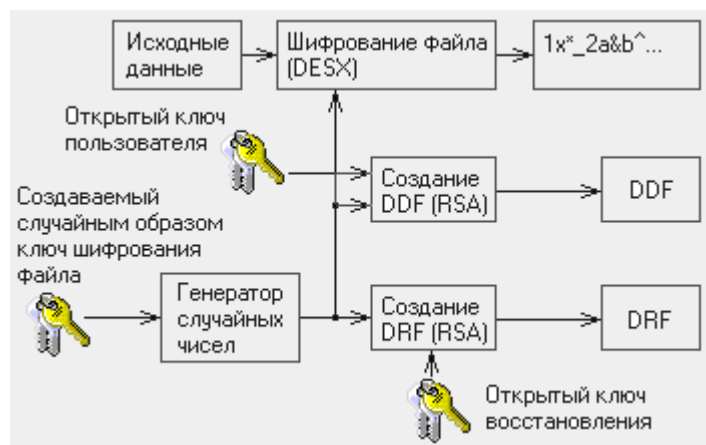 Исходные
данные
Шифрование файла
(DESX)
1x*_2a&b^...
Открытый ключ
пользователя
Создание
DDF (RSA)
DDF
Создаваемый
случайным образом
ключ шифрования
файла
Генератор
случайных
чисел
Создание
DRF (RSA)
DRF
Открытый ключ
восстановления